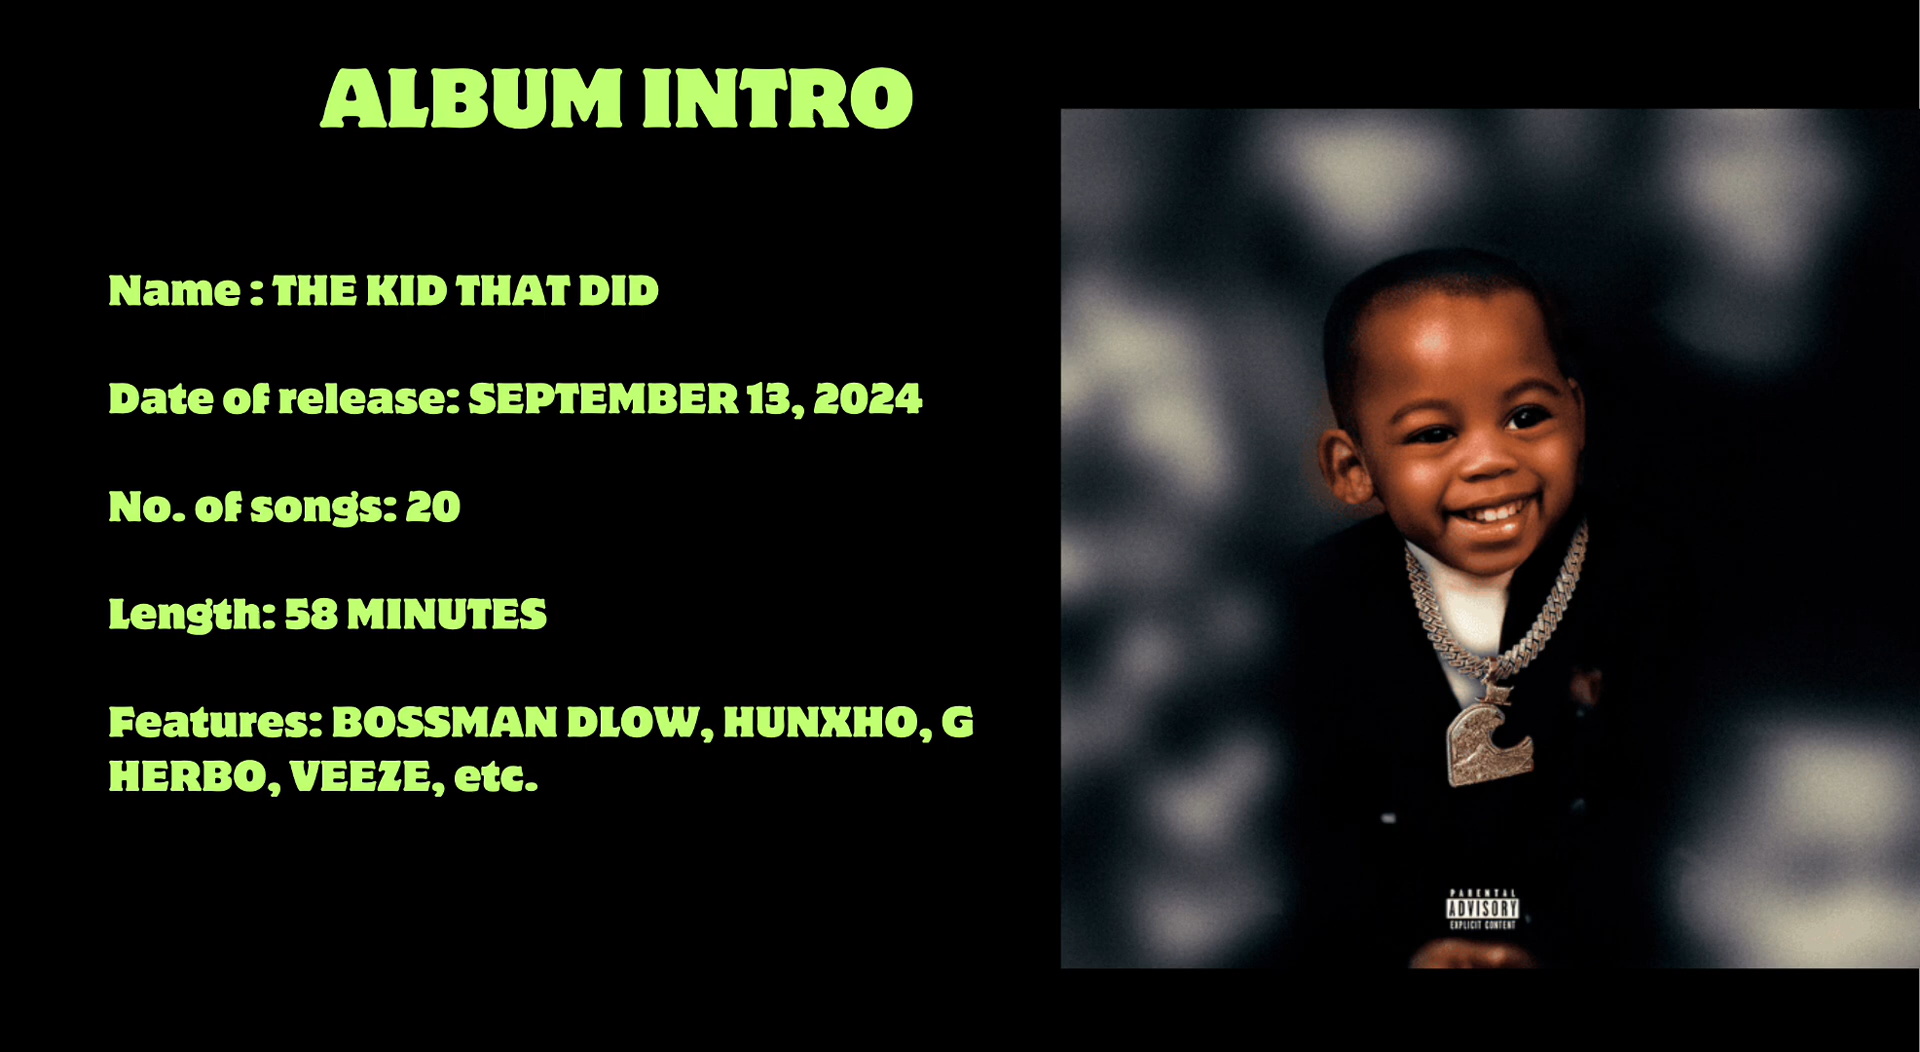 ALBUM INTRO
Name : THE KID THAT DID
Date of release: SEPTEMBER 13, 2024
No. of songs: 20
Length: 58 MINUTES
Features: BOSSMAN DLOW, HUNXHO, G
HERBO, VEEZE, etc.
PARENTAL
ADVISORY
EXPLICIT CONTENT